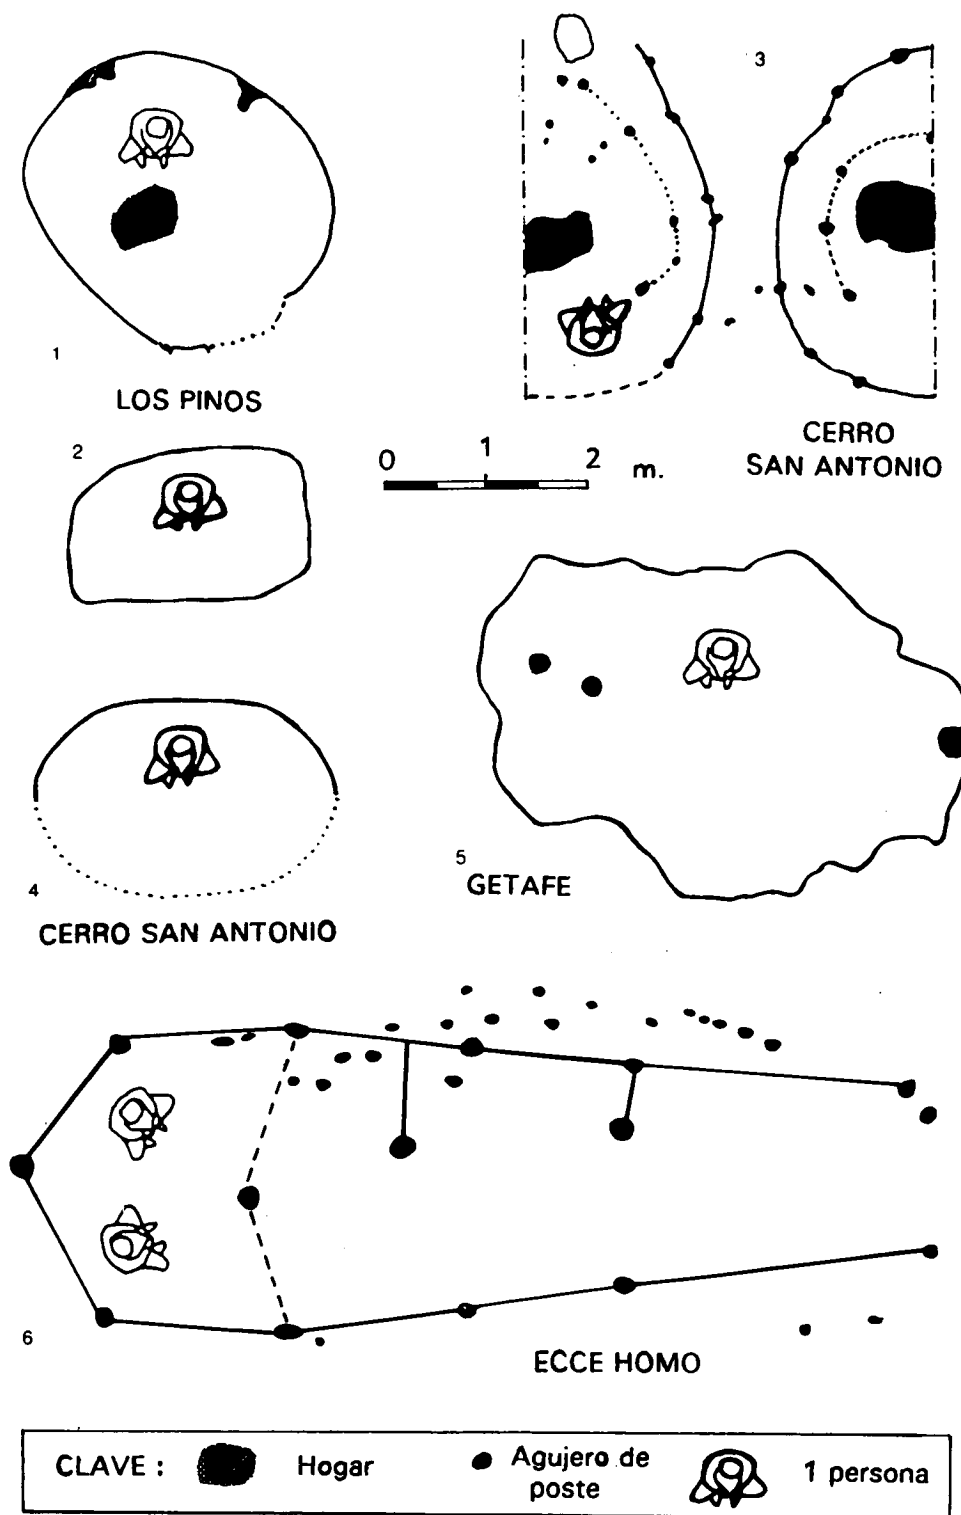 1
LOS PINOS
3
CERRO
SAN ANTONIO
2
0 1 2 m.
4
CERRO SAN ANTONIO
5
GETAFE
6
ECCE HOMO
CLAVE :
Hogar
Agujero de
poste
1 persona